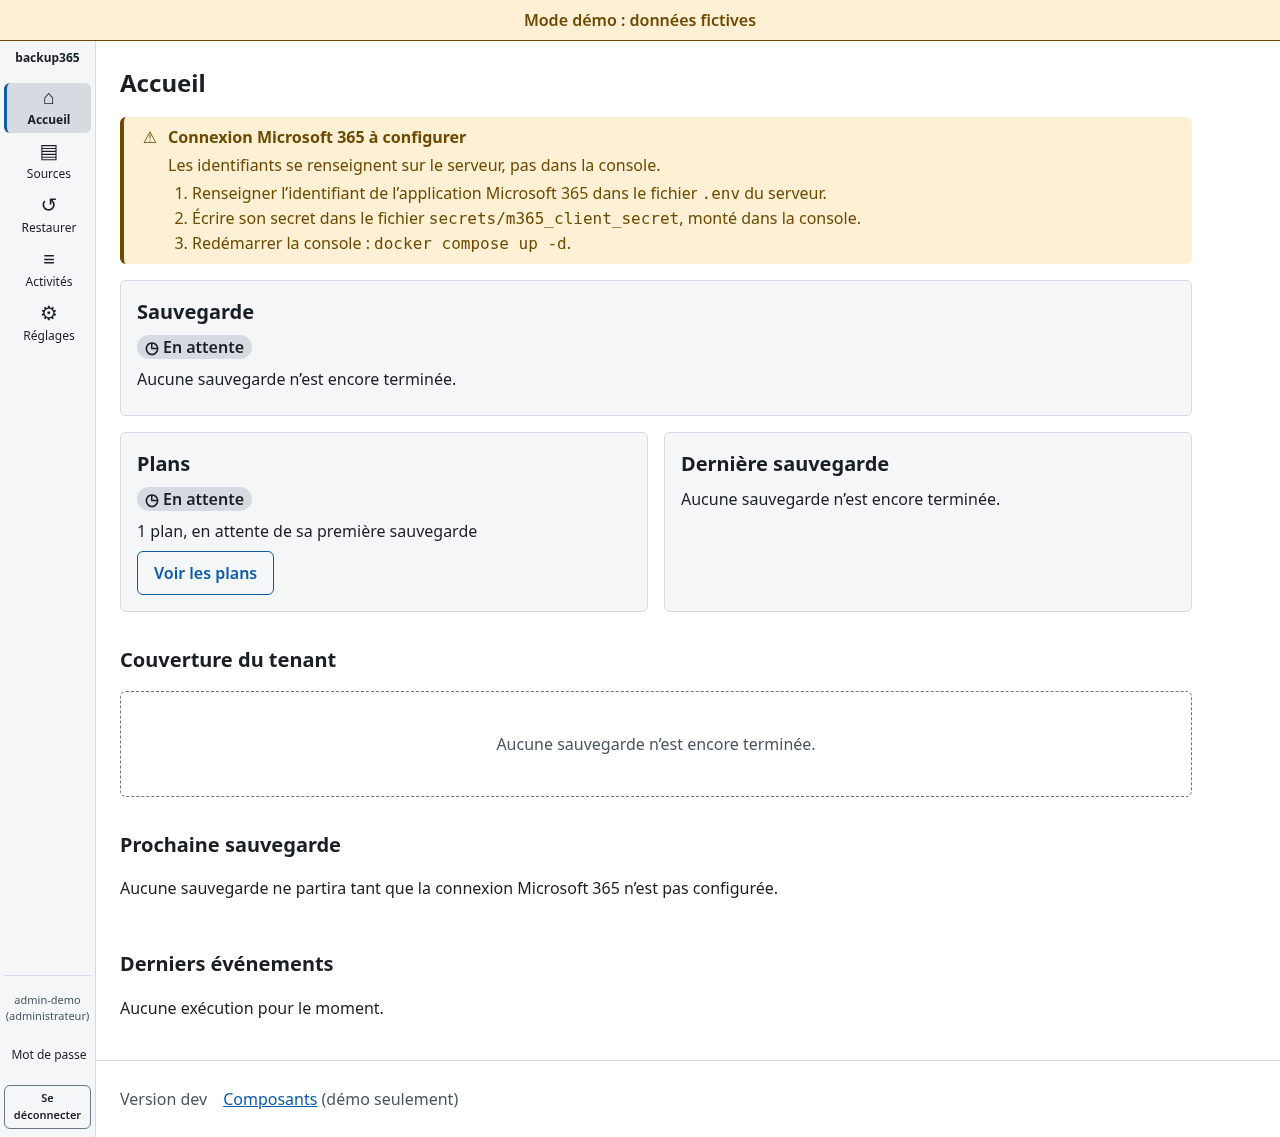 Mode démo : données fictives
backup365
Accueil
Sources
Restaurer
Activités
Réglages
admin-demo
(administrateur)
Mot de passe
Se
déconnecter
Accueil
⚠ Connexion Microsoft 365 à configurer
Les identifiants se renseignent sur le serveur, pas dans la console.
1. Renseigner l’identifiant de l’application Microsoft 365 dans le fichier .env du serveur.
2. Écrire son secret dans le fichier secrets/m365_client_secret, monté dans la console.
3. Redémarrer la console : docker compose up -d.
Sauvegarde
En attente
Aucune sauvegarde n’est encore terminée.
Plans
En attente
1 plan, en attente de sa première sauvegarde
Voir les plans
Dernière sauvegarde
Aucune sauvegarde n’est encore terminée.
Couverture du tenant
Aucune sauvegarde n’est encore terminée.
Prochaine sauvegarde
Aucune sauvegarde ne partira tant que la connexion Microsoft 365 n’est pas configurée.
Derniers événements
Aucune exécution pour le moment.
Version dev Composants (démo seulement)